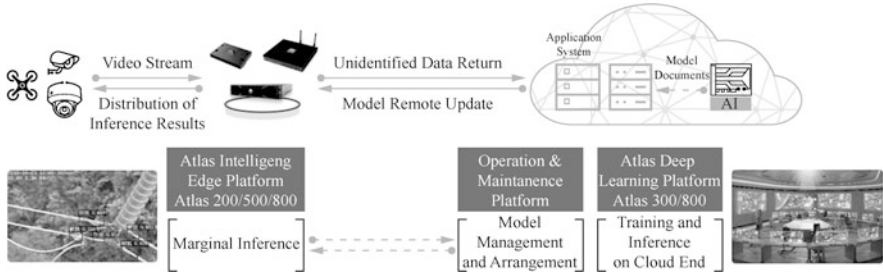 Application
System
Video Stream
Unidentified Data Return
Model
Documents
Distribution of
Inference Results
Model Remote Update
AI
Atlas Intelligeng
Edge Platform
Atlas 200/500/800
Operation &
Maintanence
Platform
Atlas Deep
Learning Platform
Atlas 300/800
Marginal Inference
Model
Management
and Arrangement
Training and
Inference
on Cloud End